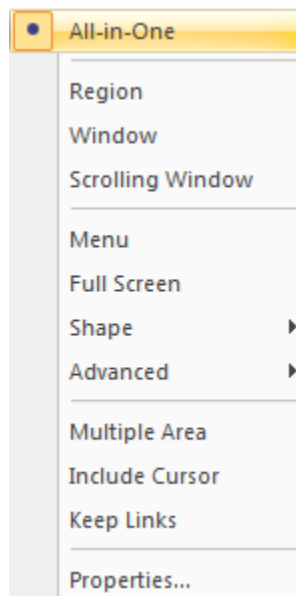 All-in-One
Region
Window
Scrolling Window
Menu
Full Screen
Shape
Advanced
Multiple Area
Include Cursor
Keep Links
Properties...